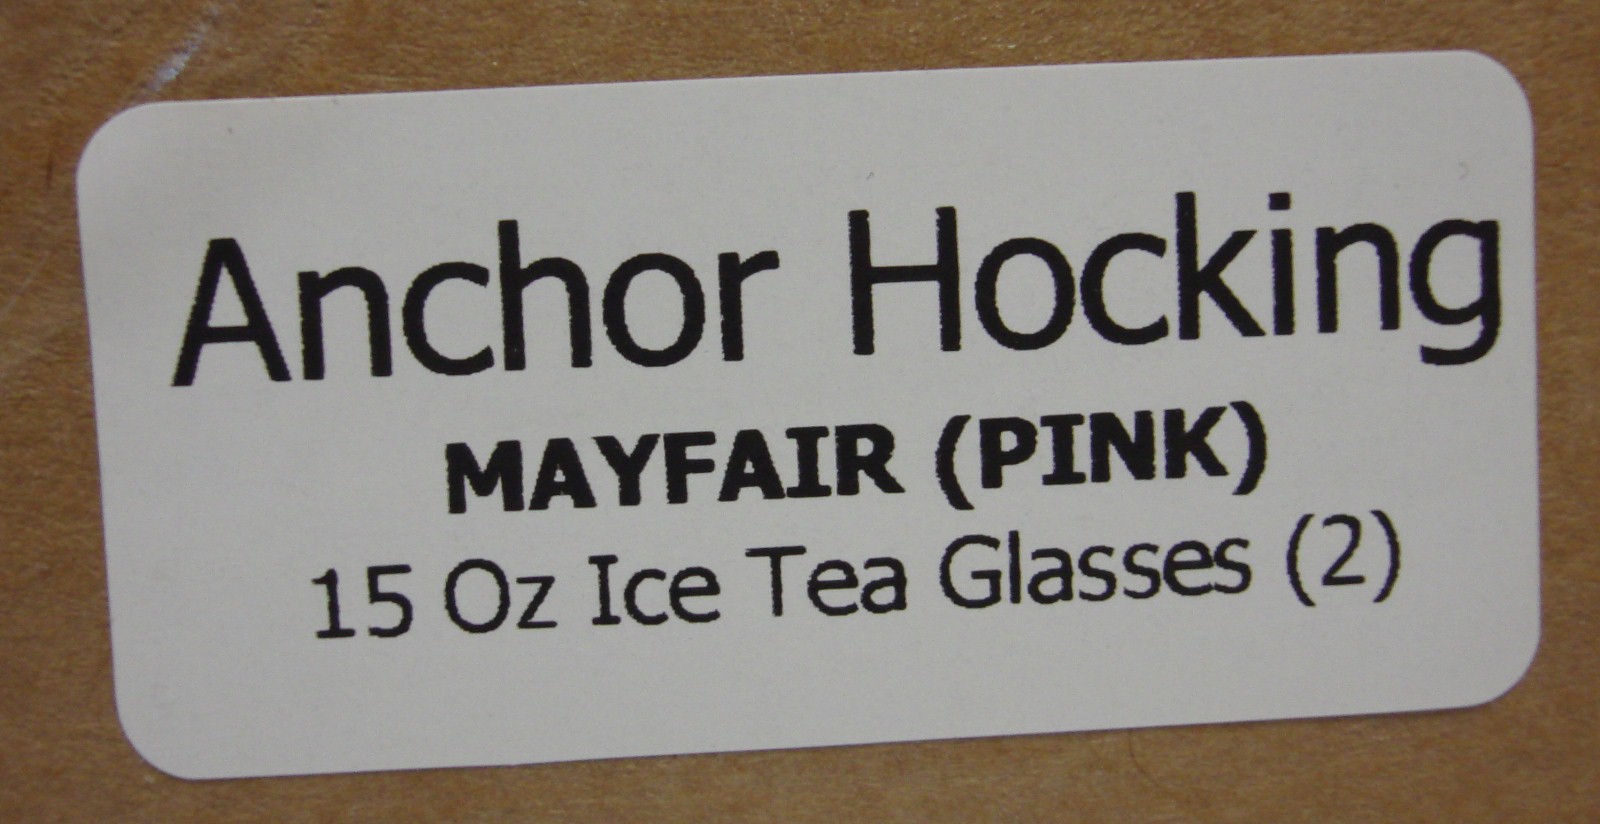 Anchor Hocking
MAYFAIR (PINK)
15 Oz Ice Tea Glasses (2)